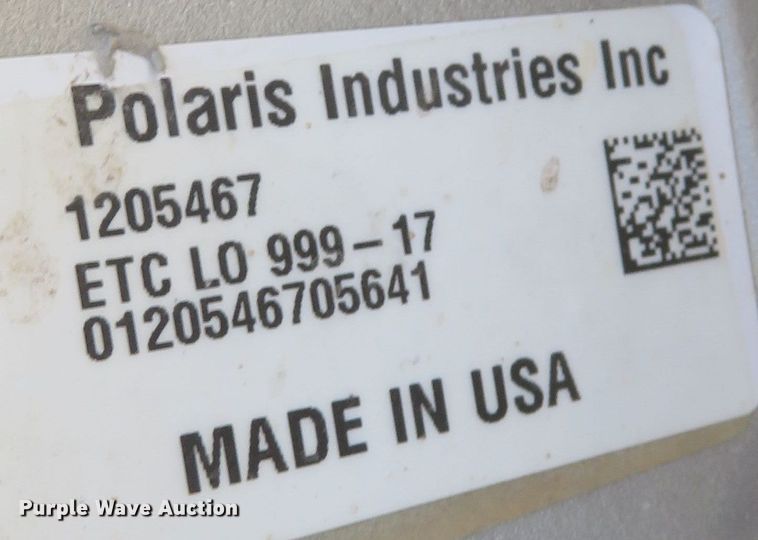 Polaris Industries Inc
1205467
ETC LO 999-17
0120546705641
MADE IN USA
Purple Wave Auction